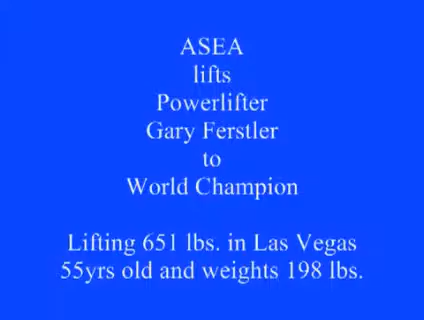 ASEA
lifts
Powerlifter
Gary Ferstler
to
World Champion
Lifting 651 lbs. in Las Vegas
55yrs old and weights 198 lbs.